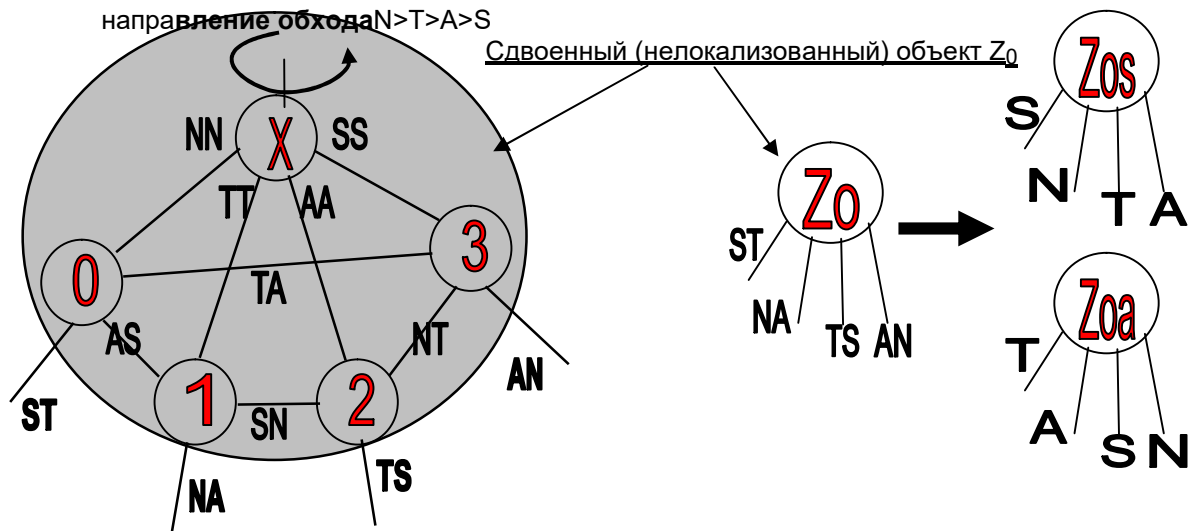 направление обходаN>T>A>S
Сдвоенный (нелокализованный) объект Z0
Zos
S
N
T A
X
NN
SS
TT
AA
Zo
ST
NA
TS
AN
0
3
TA
AS
NT
1
2
SN
ST
NA
TS
AN
Zoa
T
A
S N